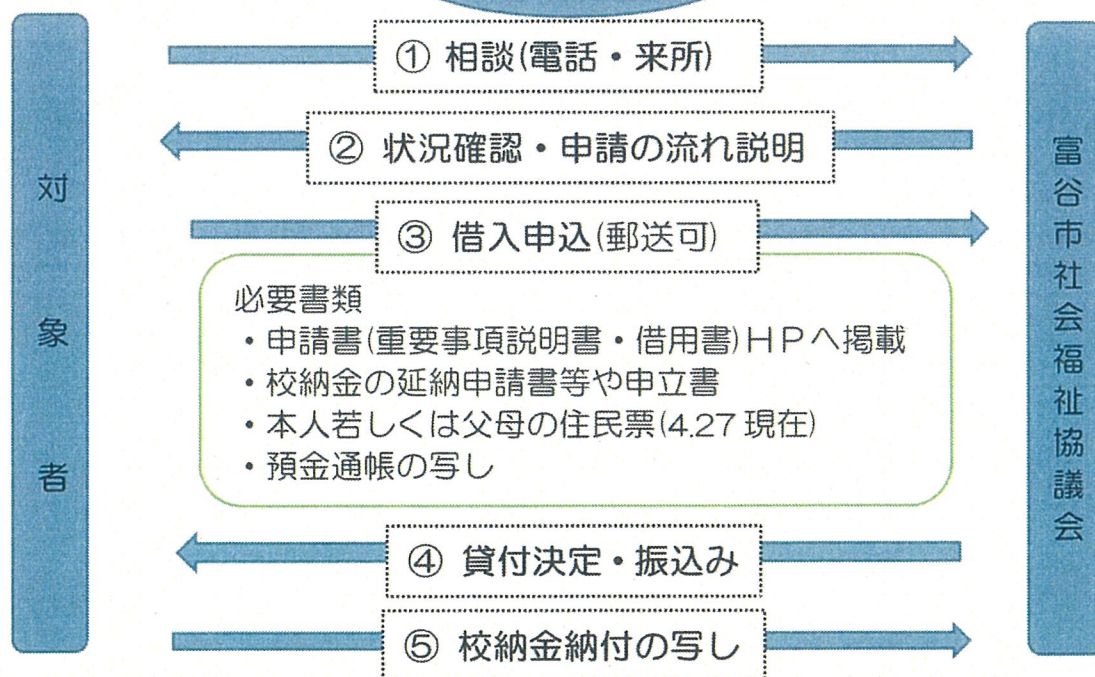 ① 相談(電話・来所)
② 状況確認・申請の流れ説明
対象者
富谷市社会福祉協議会
③ 借入申込(郵送可)
必要書類
・申請書(重要事項説明書・借用書)ＨＰへ掲載
・校納金の延納申請書等や申立書
・本人若しくは父母の住民票(4.27 現在)
・預金通帳の写し
④ 貸付決定・振込み
⑤ 校納金納付の写し